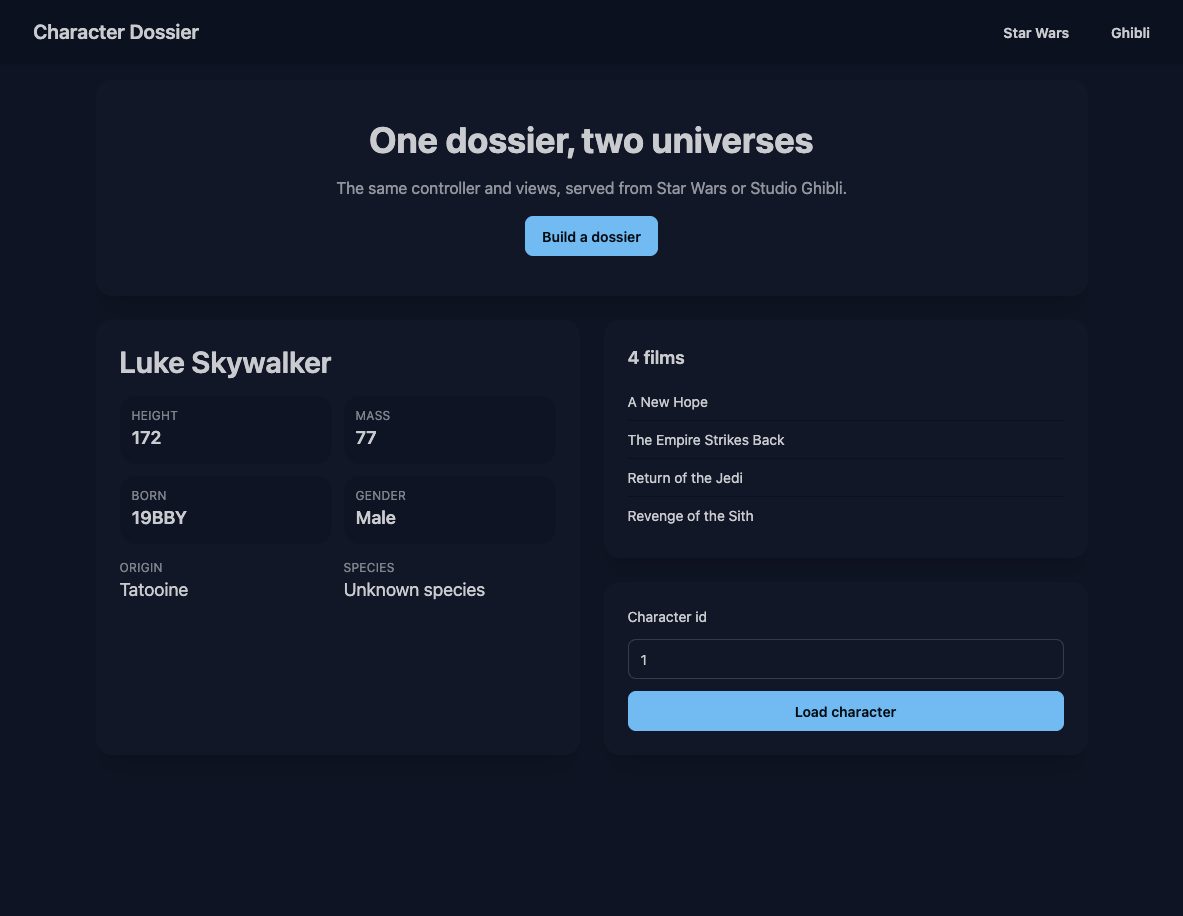 Character Dossier
Star Wars
Ghibli
One dossier, two universes
The same controller and views, served from Star Wars or Studio Ghibli.
Build a dossier
Luke Skywalker
HEIGHT
172
MASS
77
BORN
19BBY
GENDER
Male
ORIGIN
Tatooine
SPECIES
Unknown species
4 films
A New Hope
The Empire Strikes Back
Return of the Jedi
Revenge of the Sith
Character id
1
Load character